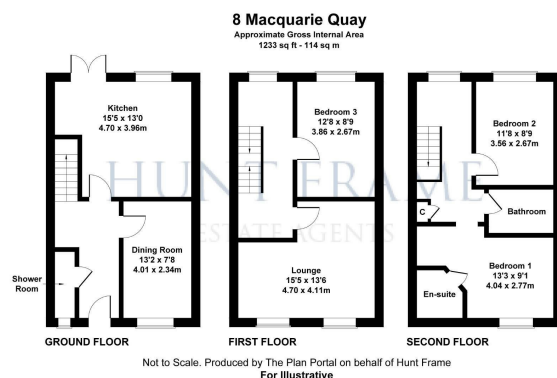 8 Macquarie Quay
Approximate Gross Internal Area
1233 sq ft - 114 sq m
Kitchen
15'5 x 13'0
4.70 x 3.96m
Dining Room
13'2 x 7'8
4.01 x 2.34m
Shower
Room
GROUND FLOOR
Bedroom 3
12'8 x 8'9
3.86 x 2.67m
Lounge
15'5 x 13'6
4.70 x 4.11m
FIRST FLOOR
Bedroom 2
11'8 x 8'9
3.56 x 2.67m
C
Bathroom
Bedroom 1
13'3 x 9'1
4.04 x 2.77m
En-suite
SECOND FLOOR
HUNT FRAME
ESTATE AGENTS
Not to Scale. Produced by The Plan Portal on behalf of Hunt Frame
For Illustrative